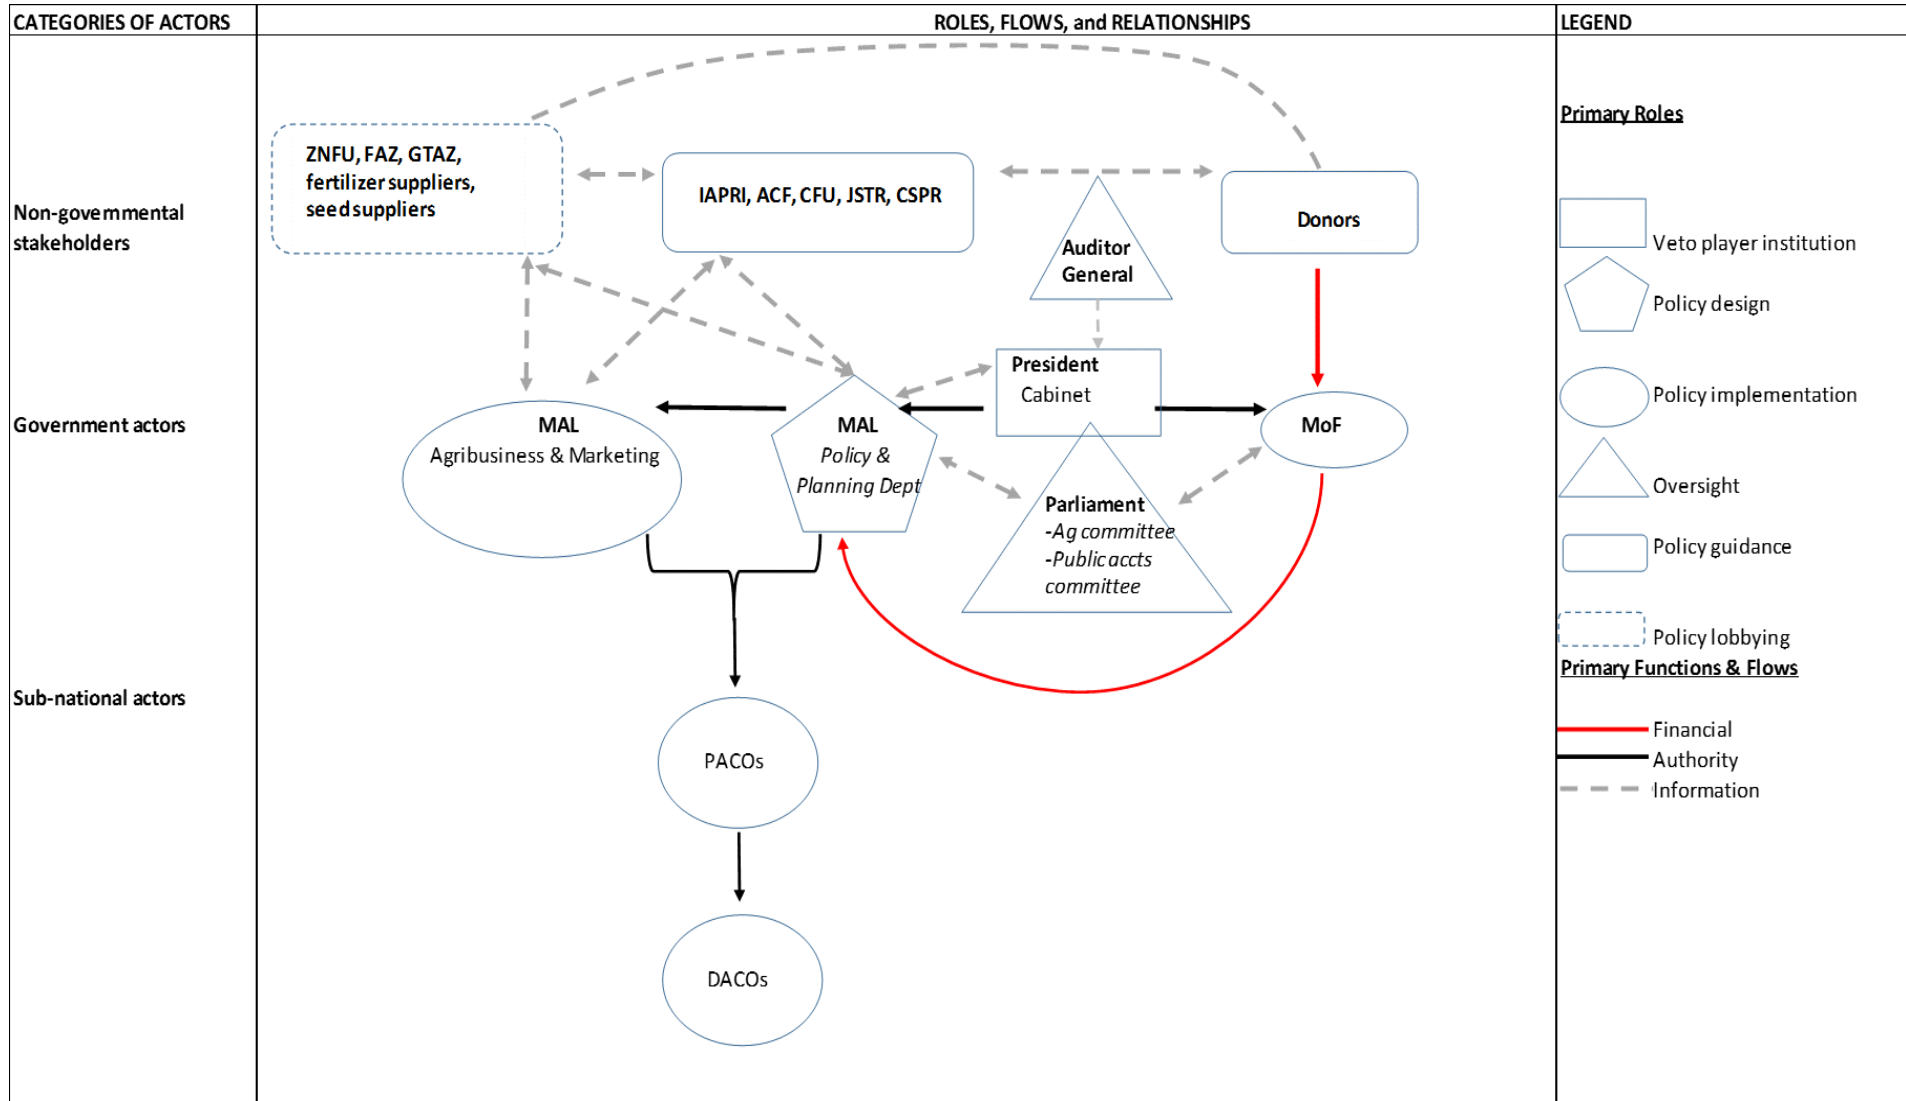 CATEGORIES OF ACTORS
ROLES, FLOWS, and RELATIONSHIPS
LEGEND
Primary Roles
ZNFU, FAZ, GTAZ,
fertilizer suppliers,
seed suppliers
IAPRI, ACF, CFU, JSTR, CSPR
Auditor
General
Donors
Non-governmental
stakeholders
Veto player institution
Policy design
President
Cabinet
Policy implementation
Government actors
MAL
Agribusiness & Marketing
MAL
Policy &
Planning Dept
MoF
Parliament
-Ag committee
-Public accts
committee
Oversight
Policy guidance
Policy lobbying
Primary Functions & Flows
Sub-national actors
Financial
Authority
Information
PACOs
DACOs